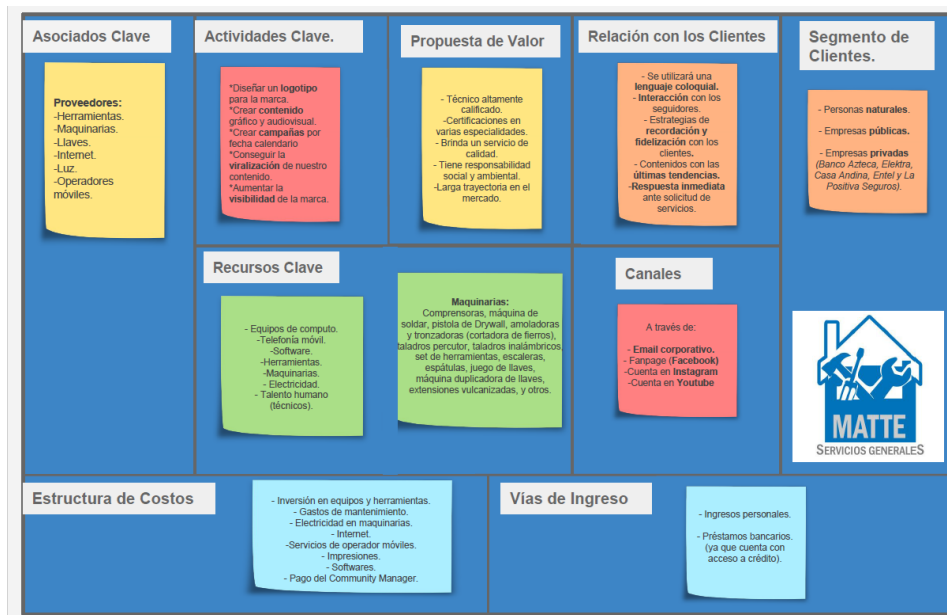 Asociados Clave
Proveedores:
-Herramientas.
-Maquinarias.
-Llaves.
-Internet.
-Luz.
-Operadores
móviles.
Actividades Clave.
*Diseñar un logotipo
para la marca.
*Crear contenido
gráfico y audiovisual.
*Crear campañas por
fecha calendario
*Conseguir la
viralización de nuestro
contenido.
*Aumentar la
visibilidad de la marca.
Propuesta de Valor
- Técnico altamente
calificado.
-Certificaciones en
varias especialidades.
- Brinda un servicio de
calidad.
- Tiene responsabilidad
social y ambiental.
-Larga trayectoria en el
mercado.
Relación con los Clientes
- Se utilizará una
lenguaje coloquial.
- Interacción con los
seguidores.
- Estrategias de
recordación y
fidelización con los
clientes.
- Contenidos con las
últimas tendencias.
-Respuesta inmediata
ante solicitud de
servicios.
Segmento de
Clientes.
- Personas naturales.
- Empresas públicas.
- Empresas privadas
(Banco Azteca, Elektra,
Casa Andina, Entel y La
Positiva Seguros).
Recursos Clave
- Equipos de computo.
-Telefonía móvil.
-Software.
-Herramientas.
-Maquinarias.
- Electricidad.
- Talento humano
(técnicos).
Maquinarias:
Comprensoras, máquina de
soldar, pistola de Drywall, amoladoras
y tronzadoras (cortadora de fierros),
taladros percutor, taladros inalámbricos,
set de herramientas, escaleras,
espátulas, juego de llaves,
máquina duplicadora de llaves,
extensiones vulcanizadas, y otros.
Canales
A través de:
- Email corporativo.
- Fanpage (Facebook)
-Cuenta en Instagram
-Cuenta en Youtube
MATTE
SERVICIOS GENERALES
Estructura de Costos
- Inversión en equipos y herramientas.
- Gastos de mantenimiento.
- Electricidad en maquinarias.
- Internet.
-Servicios de operador móviles.
- Impresiones.
- Softwares.
- Pago del Community Manager.
Vías de Ingreso
- Ingresos personales.
- Préstamos bancarios.
(ya que cuenta con
acceso a crédito).